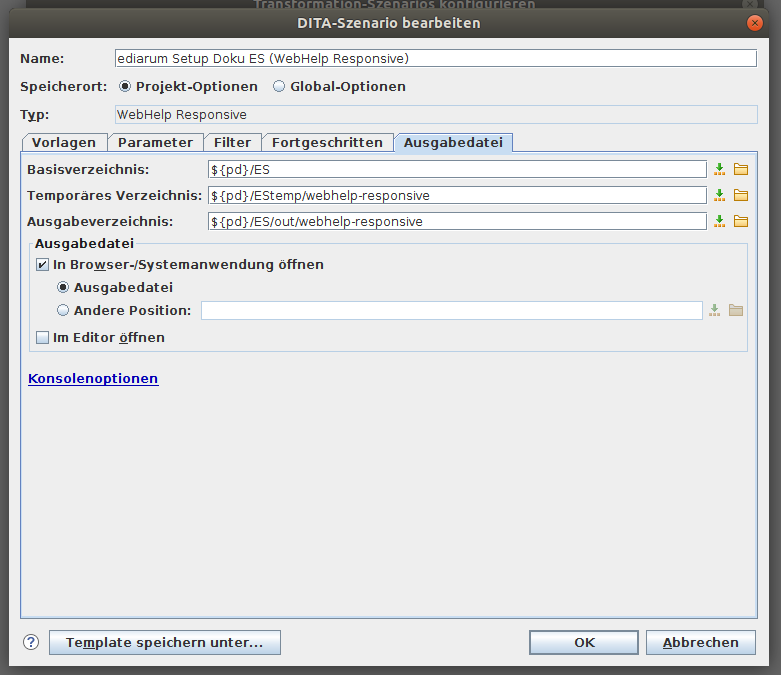 Transformation-Szenarios konfigurieren
DITA-Szenario bearbeiten
Name: ediarum Setup Doku ES (WebHelp Responsive)
Speicherort: Projekt-Optionen Global-Optionen
Typ: WebHelp Responsive
Vorlagen Parameter Filter Fortgeschritten Ausgabedatei
Basisverzeichnis: ${pd}/ES
Temporäres Verzeichnis: ${pd}/EStemp/webhelp-responsive
Ausgabeverzeichnis: ${pd}/ES/out/webhelp-responsive
Ausgabedatei
In Browser-/Systemanwendung öffnen
Ausgabedatei
Andere Position:
Im Editor öffnen
Konsolenoptionen
? Template speichern unter... OK Abbrechen